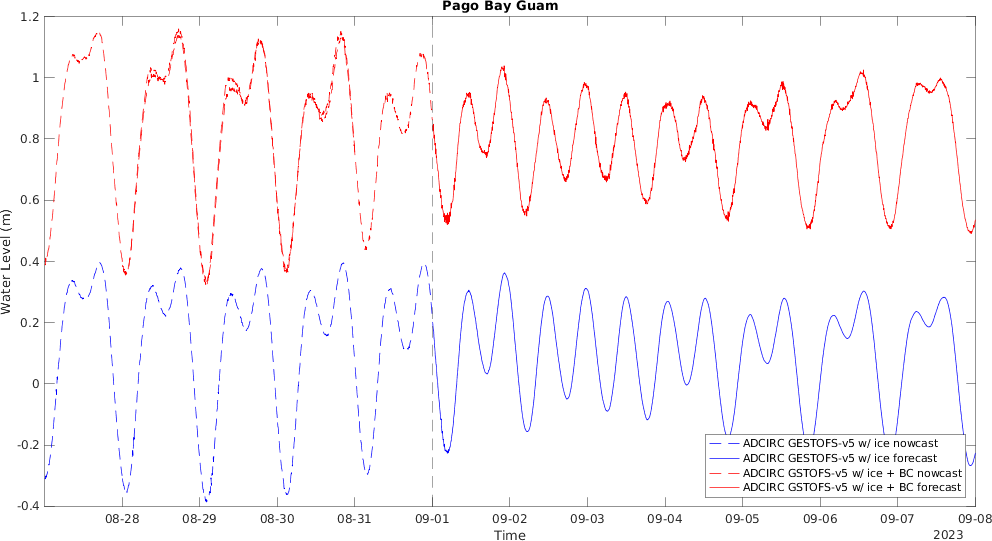 Pago Bay Guam
1.2
1
0.8
0.6
0.4
0.2
0
-0.2
-0.4
Water Level (m)
ADCIRC GESTOFS-v5 w/ ice nowcast
ADCIRC GESTOFS-v5 w/ ice forecast
ADCIRC GSTOFS-v5 w/ ice + BC nowcast
ADCIRC GSTOFS-v5 w/ ice + BC forecast
08-28 08-29 08-30 08-31 09-01 09-02 09-03 09-04 09-05 09-06 09-07 09-08
Time
2023